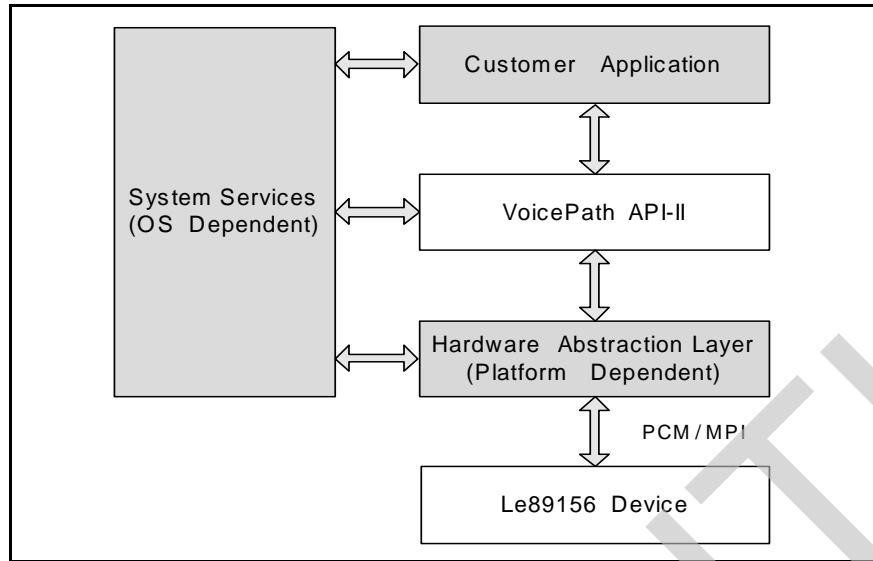 Customer Application
System Services
(OS Dependent)
VoicePath API-II
Hardware Abstraction Layer
(Platform Dependent)
PCM/MPI
Le89156 Device